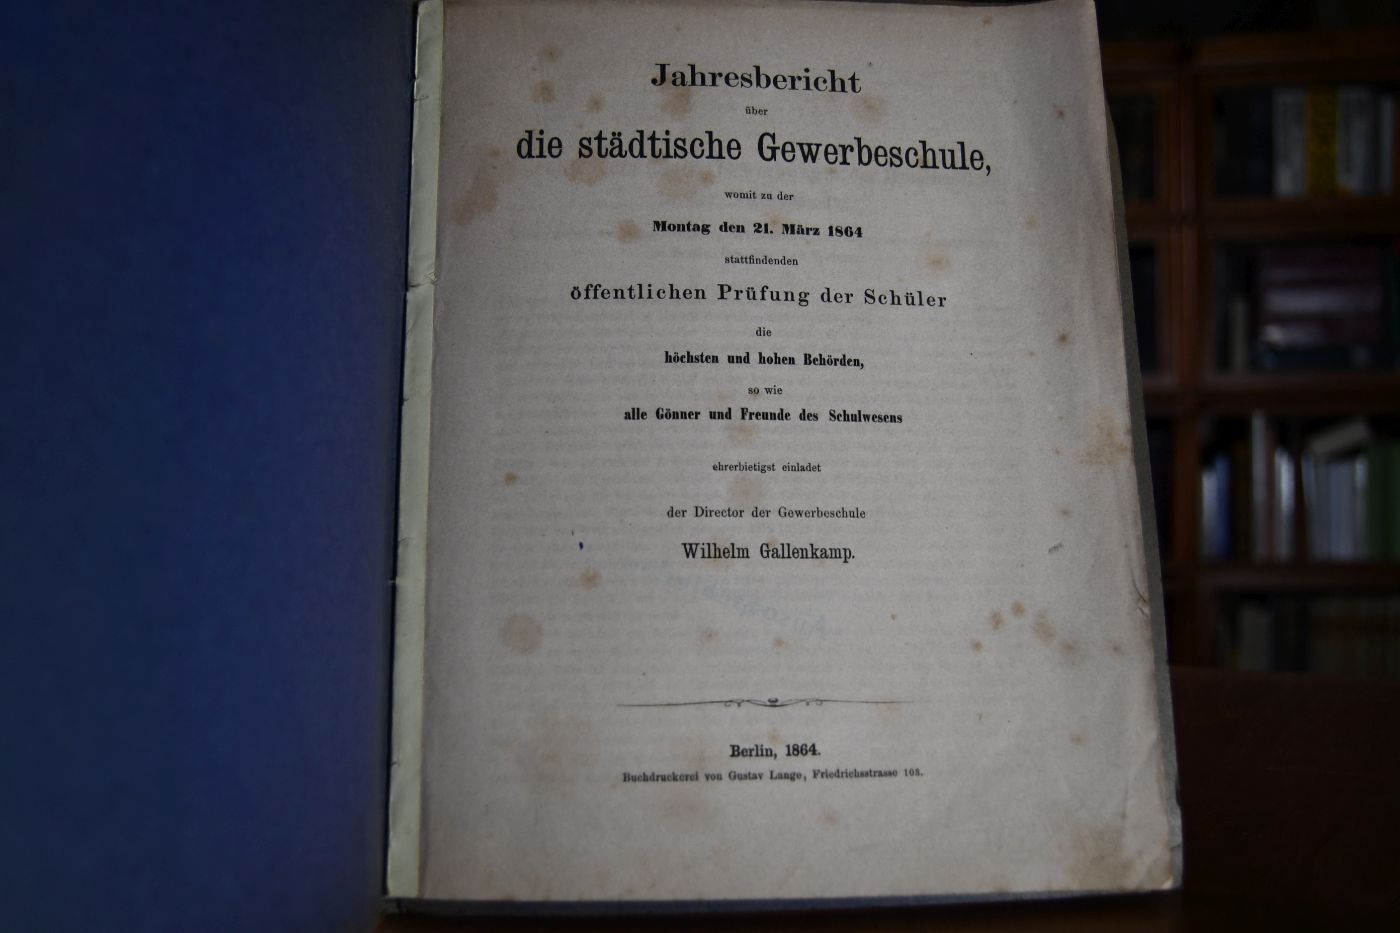 Jahresbericht
über
die städtische Gewerbeschule,
womit zu der
Montag den 21. März 1864
stattfindenden
öffentlichen Prüfung der Schüler
die
höchsten und hohen Behörden,
so wie
alle Gönner und Freunde des Schulwesens
ehrerbietigst einladet
der Director der Gewerbeschule
Wilhelm Gallenkamp.
Berlin, 1864.
Buchdruckerei von Gustav Lange, Friedrichsstrasse 103.